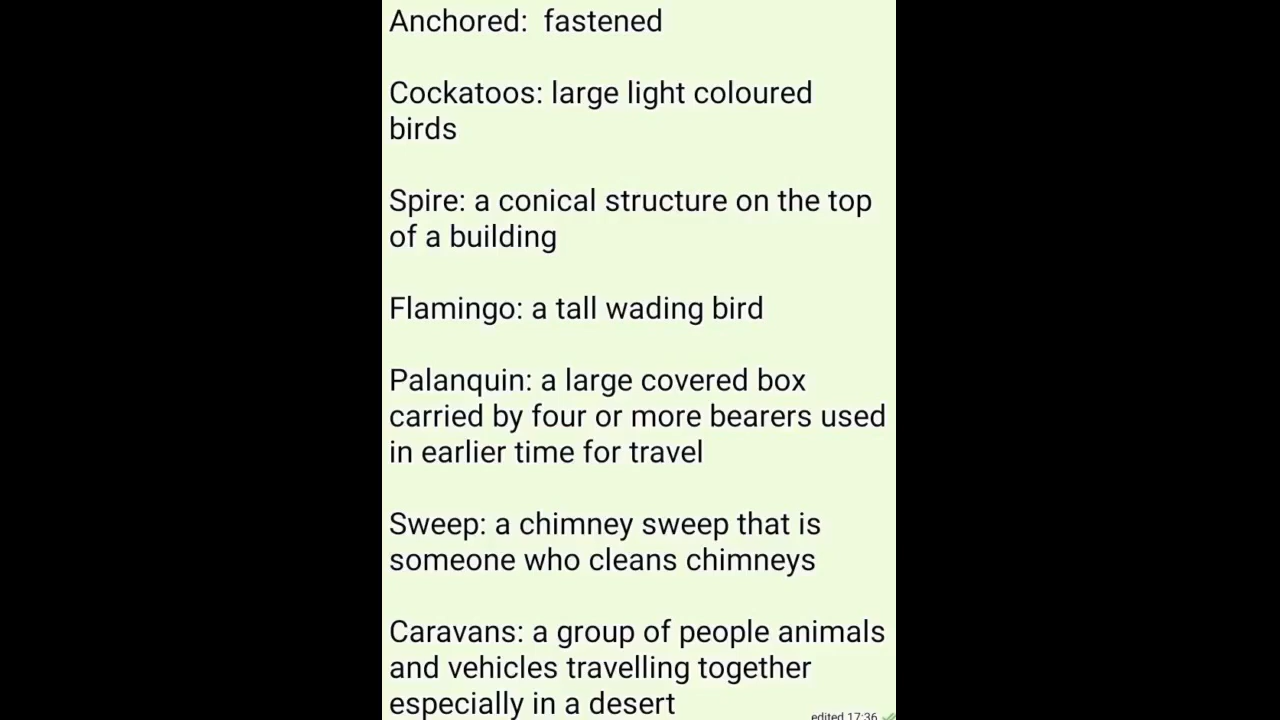 Anchored:  fastened
Cockatoos: large light coloured
birds
Spire: a conical structure on the top
of a building
Flamingo: a tall wading bird
Palanquin: a large covered box
carried by four or more bearers used
in earlier time for travel
Sweep: a chimney sweep that is
someone who cleans chimneys
Caravans: a group of people animals
and vehicles travelling together
especially in a desert
edited 17:36